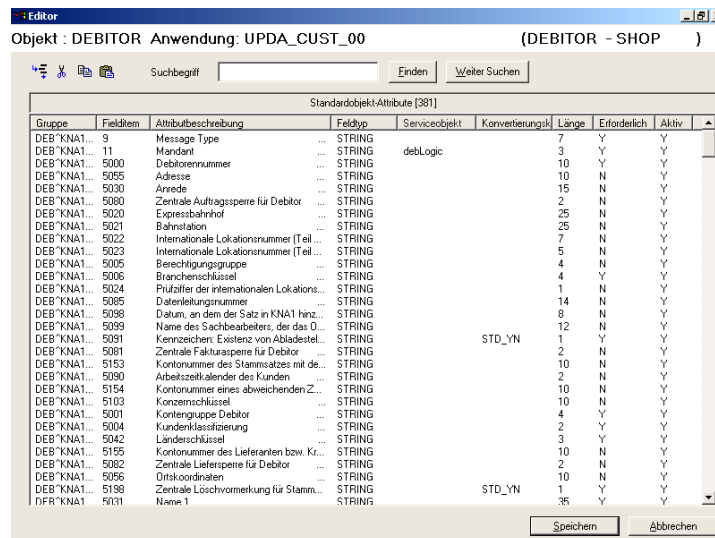 Editor
Objekt : DEBITOR Anwendung: UPDA_CUST_00 (DEBITOR - SHOP )
Suchbegriff Finden Weiter Suchen
Standardobjekt-Attribute [381]
Gruppe Fielditem Attributbeschreibung Feldtyp Serviceobjekt Konvertierungsk Länge Erforderlich Aktiv
DEB^KNA1... 9 Message Type ... STRING 7 Y Y
DEB^KNA1... 11 Mandant ... STRING debLogic 3 Y Y
DEB^KNA1... 5000 Debitorennummer ... STRING 10 Y Y
DEB^KNA1... 5055 Adresse ... STRING 10 N Y
DEB^KNA1... 5030 Anrede ... STRING 15 N Y
DEB^KNA1... 5080 Zentrale Auftragssperre für Debitor ... STRING 2 N Y
DEB^KNA1... 5020 Expressbahnhof ... STRING 25 N Y
DEB^KNA1... 5021 Bahnstation ... STRING 25 N Y
DEB^KNA1... 5022 Internationale Lokationsnummer (Teil ... STRING 7 N Y
DEB^KNA1... 5023 Internationale Lokationsnummer (Teil ... STRING 5 N Y
DEB^KNA1... 5005 Berechtigungsgruppe ... STRING 4 N Y
DEB^KNA1... 5006 Branchenschlüssel ... STRING 4 Y Y
DEB^KNA1... 5024 Prüfziffer der internationalen Lokations... STRING 1 N Y
DEB^KNA1... 5085 Datenleitungsnummer ... STRING 14 N Y
DEB^KNA1... 5098 Datum, an dem der Satz in KNA1 hinz... STRING 8 N Y
DEB^KNA1... 5099 Name des Sachbearbeiters, der das O... STRING 12 N Y
DEB^KNA1... 5091 Kennzeichen: Existenz von Abladestel... STRING STD_YN 1 Y Y
DEB^KNA1... 5081 Zentrale Fakturasperre für Debitor ... STRING 2 N Y
DEB^KNA1... 5153 Kontonummer des Stammsatzes mit de... STRING 10 N Y
DEB^KNA1... 5090 Arbeitszeitkalender des Kunden ... STRING 2 N Y
DEB^KNA1... 5154 Kontonummer eines abweichenden Z... STRING 10 N Y
DEB^KNA1... 5103 Konzernschlüssel ... STRING 10 N Y
DEB^KNA1... 5001 Kontengruppe Debitor ... STRING 4 Y Y
DEB^KNA1... 5004 Kundenklassifizierung ... STRING 2 Y Y
DEB^KNA1... 5042 Länderschlüssel ... STRING 3 Y Y
DEB^KNA1... 5155 Kontonummer des Lieferanten bzw. Kr... STRING 10 N Y
DEB^KNA1... 5082 Zentrale Liefersperre für Debitor ... STRING 2 N Y
DEB^KNA1... 5056 Ortskoordinaten ... STRING 10 N Y
DEB^KNA1... 5198 Zentrale Löschvormerkung für Stamm... STRING STD_YN 1 Y Y
DEB^KNA1 5031 Name 1 STRING 35 Y Y
Speichern Abbrechen